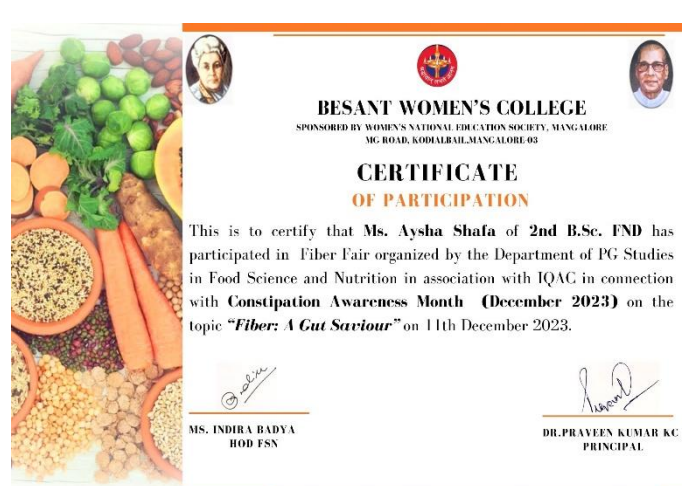 BESANT WOMEN'S COLLEGE
SPONSORED BY WOMEN'S NATIONAL EDUCATION SOCIETY, MANGALORE
MG ROAD, KODIALBAIL,MANGALORE-03
CERTIFICATE
OF PARTICIPATION
This is to certify that Ms. Aysha Shafa of 2nd B.Sc. FND has
participated in Fiber Fair organized by the Department of PG Studies
in Food Science and Nutrition in association with IQAC in connection
with Constipation Awareness Month (December 2023) on the
topic "Fiber: A Gut Saviour" on 11th December 2023.
MS. INDIRA BADYA
HOD FSN
DR.PRAVEEN KUMAR KC
PRINCIPAL